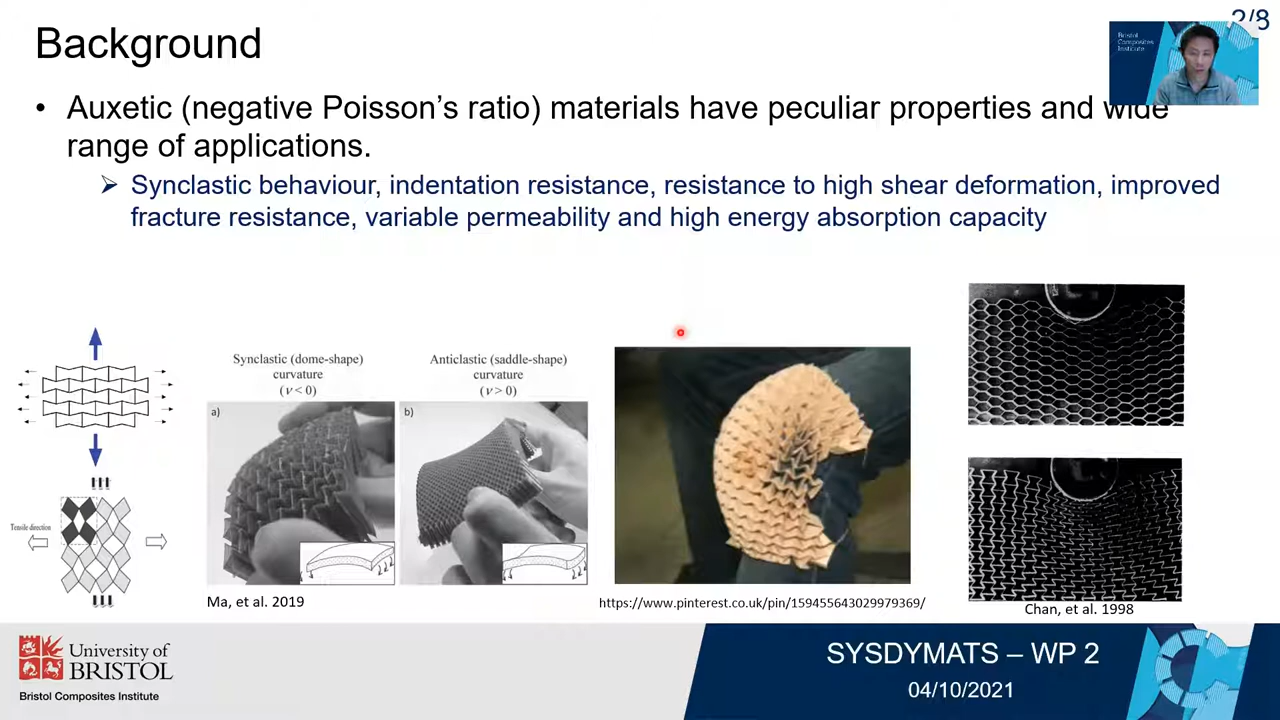 2/8
Background
Bristol
Composites
Institute
• Auxetic (negative Poisson’s ratio) materials have peculiar properties and wide
range of applications.
➢ Synclastic behaviour, indentation resistance, resistance to high shear deformation, improved
fracture resistance, variable permeability and high energy absorption capacity
Synclastic (dome-shape)
curvature
(ν < 0)
Anticlastic (saddle-shape)
curvature
(ν > 0)
a)
b)
Tensile direction
Ma, et al. 2019
https://www.pinterest.co.uk/pin/159455643029979369/
Chan, et al. 1998
University of
BRISTOL
Bristol Composites Institute
SYSDYMATS – WP 2
04/10/2021